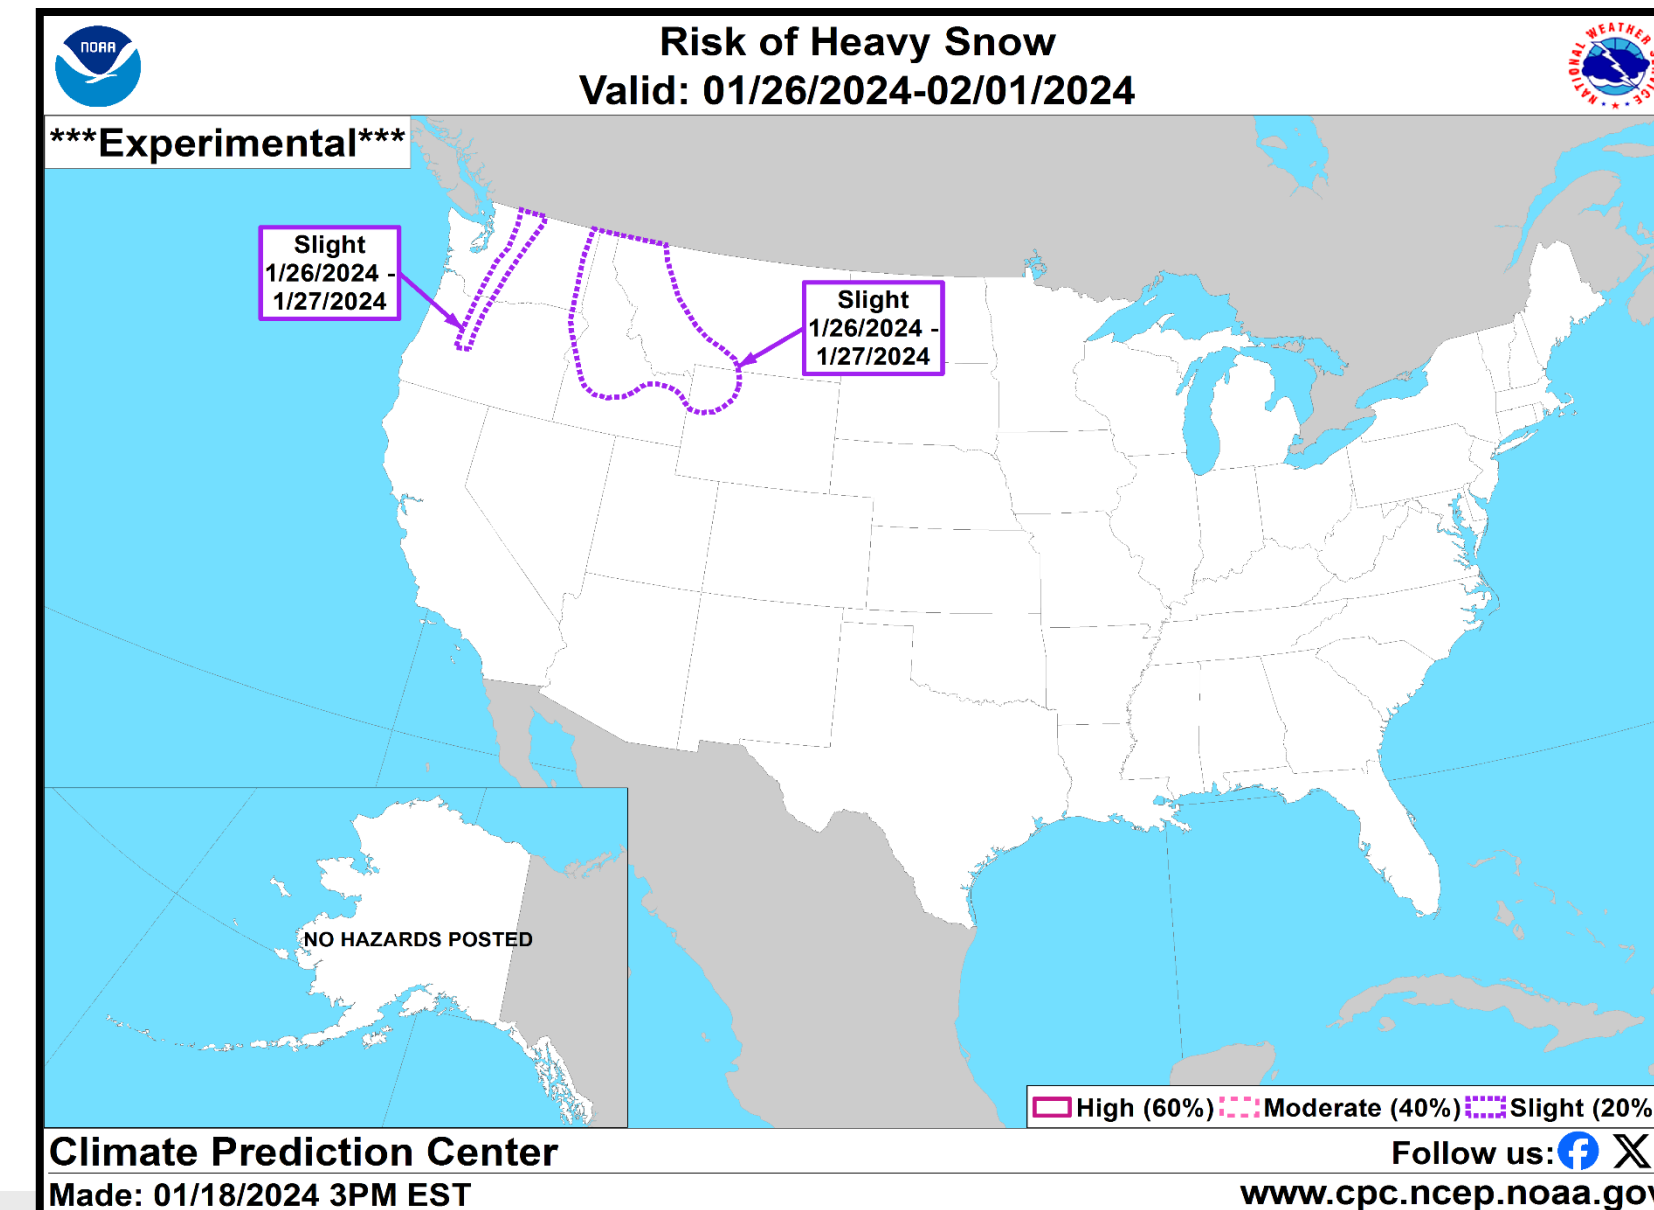 NOAA
Risk of Heavy Snow
Valid: 01/26/2024-02/01/2024
NATIONAL WEATHER
***Experimental***
Slight
1/26/2024 -
1/27/2024
Slight
1/26/2024 -
1/27/2024
NO HAZARDS POSTED
High (60%) Moderate (40%) Slight (20%
Climate Prediction Center
Follow us:
Made: 01/18/2024 3PM EST
www.cpc.ncep.noaa.gov